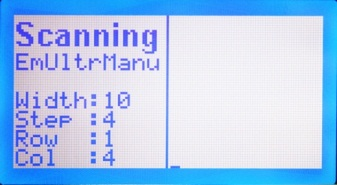 Scanning
EmUltrManu
Width:10
Step :4
Row :1
Col :4